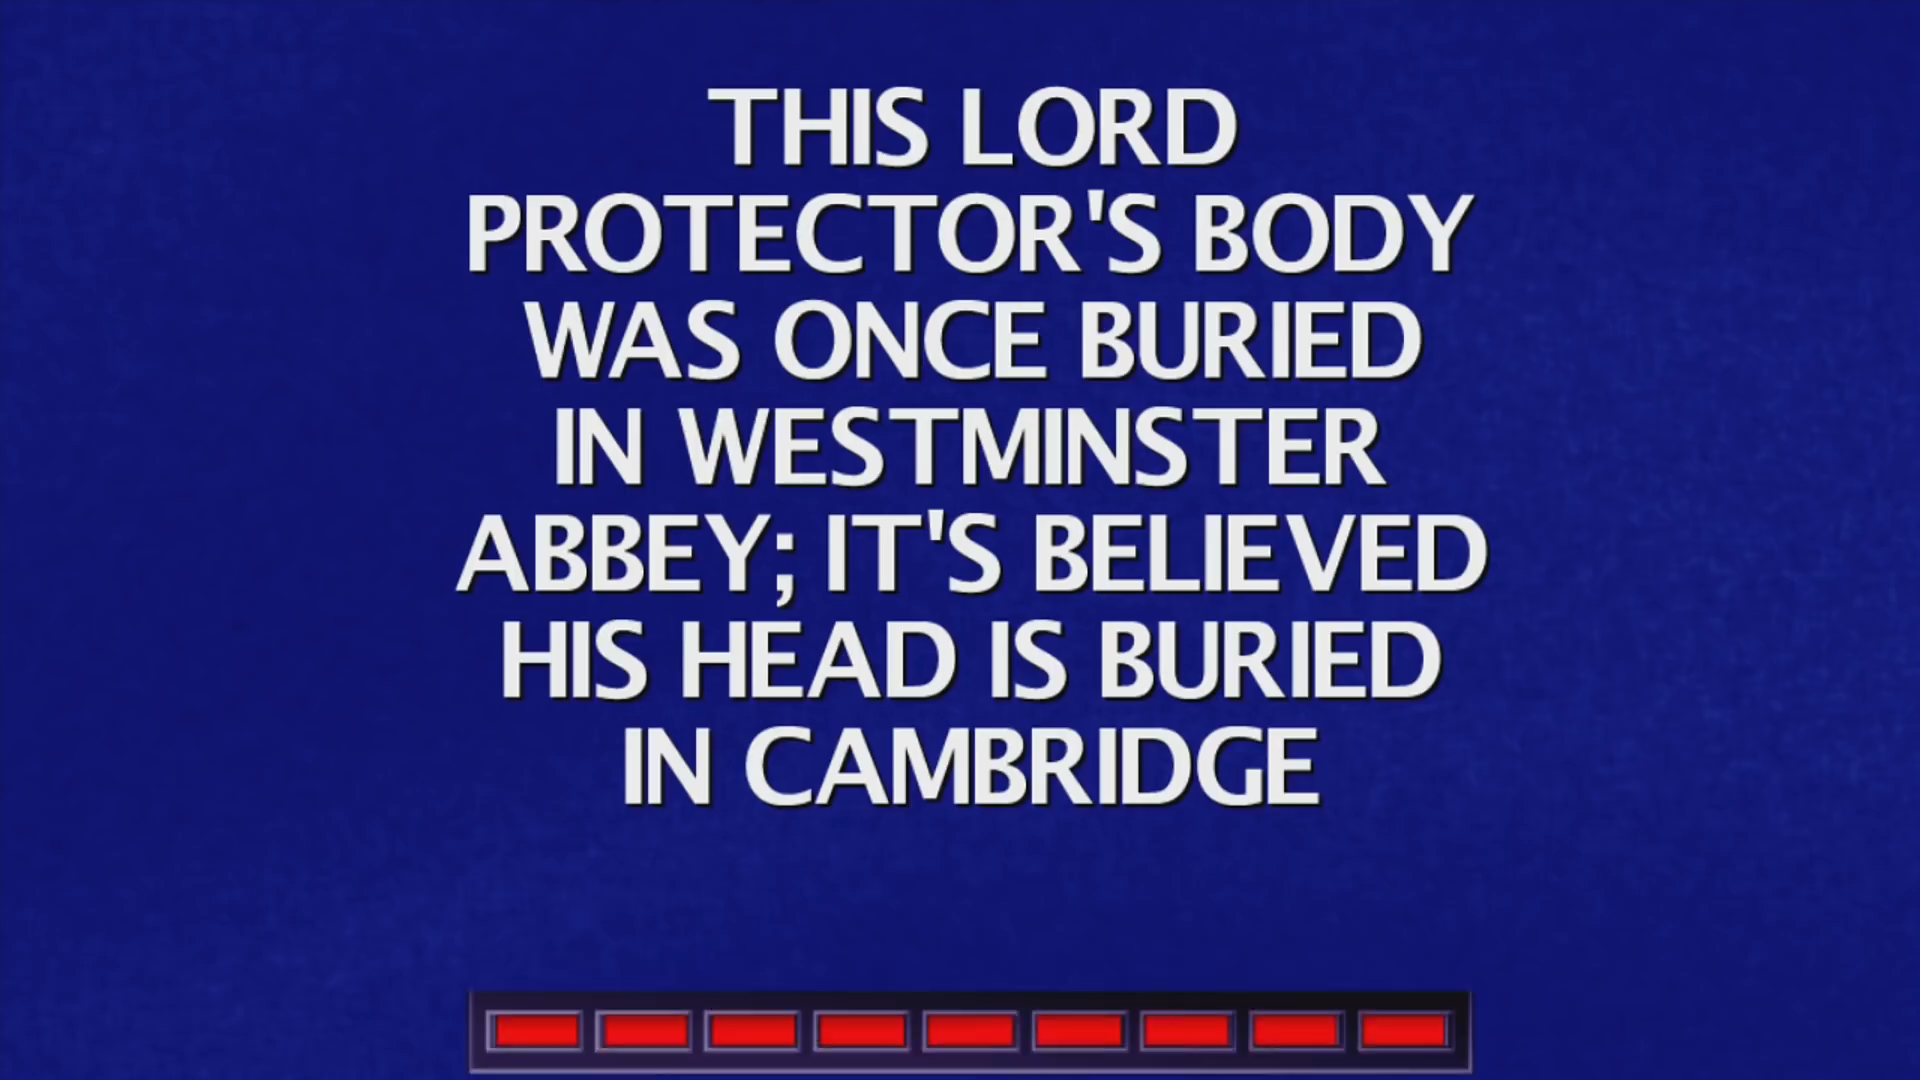 THIS LORD
PROTECTOR'S BODY
WAS ONCE BURIED
IN WESTMINSTER
ABBEY; IT'S BELIEVED
HIS HEAD IS BURIED
IN CAMBRIDGE